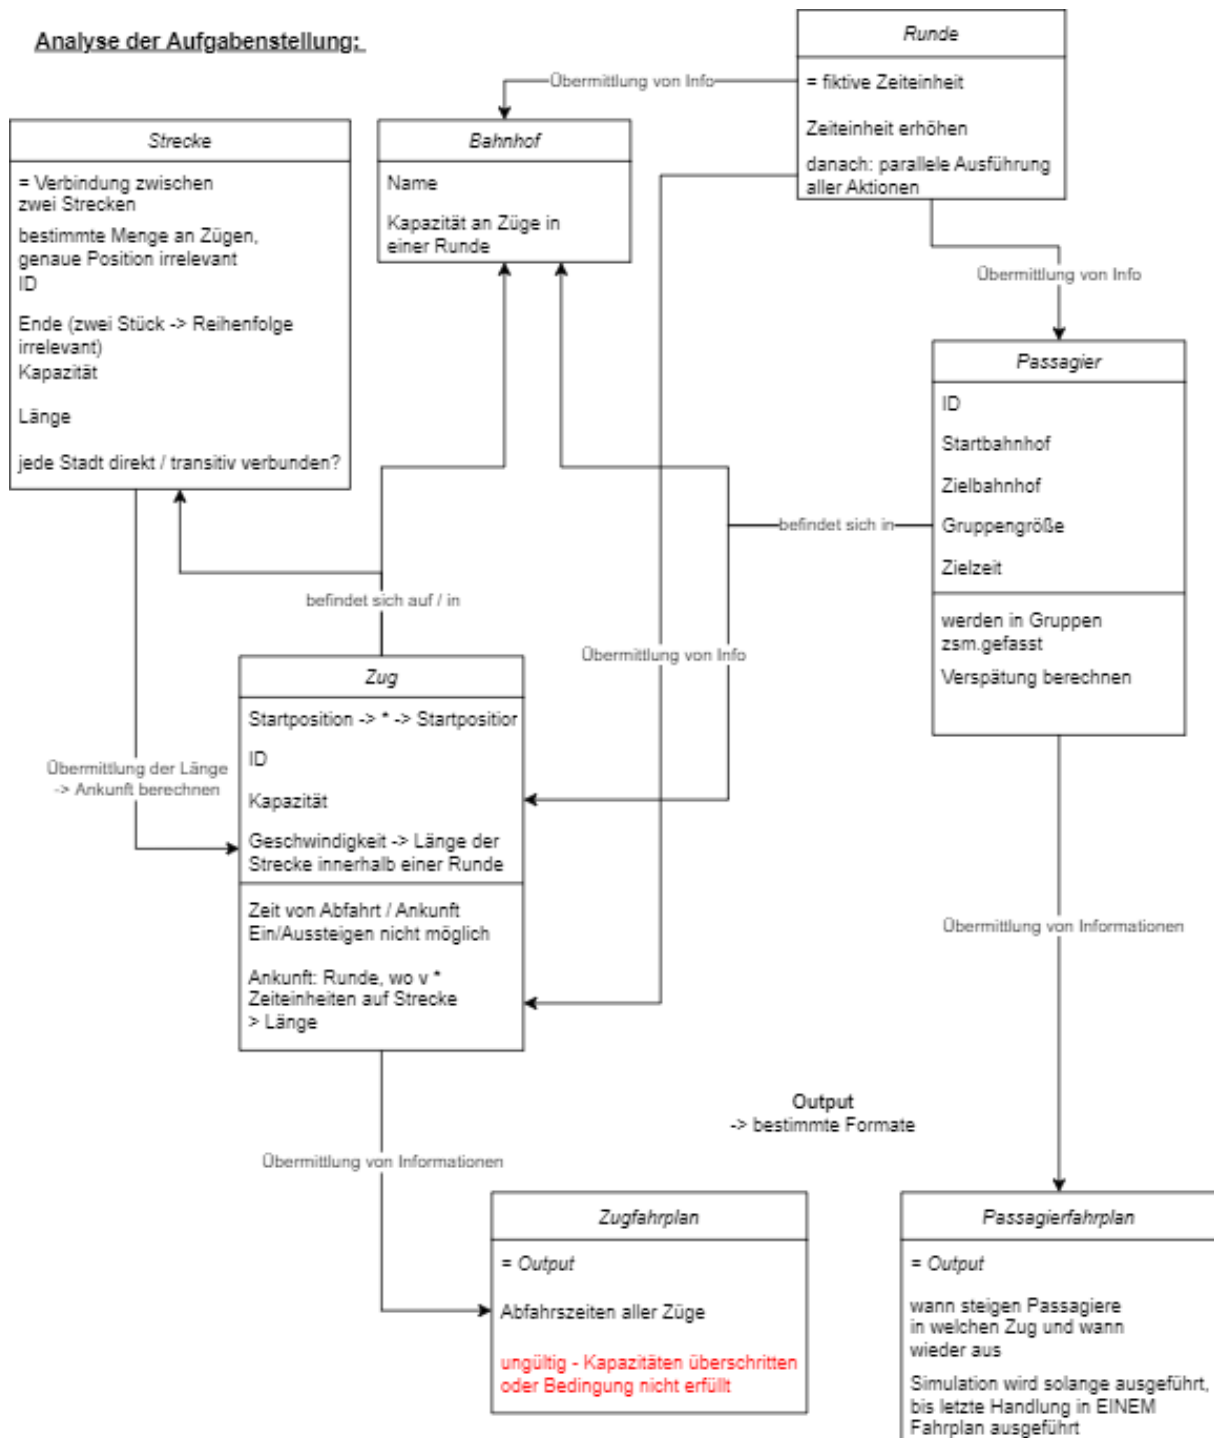 Analyse der Aufgabenstellung:
Runde
= fiktive Zeiteinheit
Zeiteinheit erhöhen
danach: parallele Ausführung
aller Aktionen
Übermittlung von Info
Strecke
= Verbindung zwischen
zwei Strecken
bestimmte Menge an Zügen,
genaue Position irrelevant
ID
Ende (zwei Stück -> Reihenfolge
irrelevant)
Kapazität
Länge
jede Stadt direkt / transitiv verbunden?
Bahnhof
Name
Kapazität an Züge in
einer Runde
Übermittlung von Info
Passagier
ID
Startbahnhof
Zielbahnhof
Gruppengröße
Zielzeit
werden in Gruppen
zsm.gefasst
Verspätung berechnen
befindet sich in
befindet sich auf / in
Übermittlung von Info
Zug
Startposition -> * -> Startposition
ID
Kapazität
Geschwindigkeit -> Länge der
Strecke innerhalb einer Runde
Zeit von Abfahrt / Ankunft
Ein/Aussteigen nicht möglich
Ankunft: Runde, wo v *
Zeiteinheiten auf Strecke
> Länge
Übermittlung der Länge
-> Ankunft berechnen
Übermittlung von Informationen
Output
-> bestimmte Formate
Übermittlung von Informationen
Zugfahrplan
= Output
Abfahrszeiten aller Züge
ungültig - Kapazitäten überschritten
oder Bedingung nicht erfüllt
Passagierfahrplan
= Output
wann steigen Passagiere
in welchen Zug und wann
wieder aus
Simulation wird solange ausgeführt,
bis letzte Handlung in EINEM
Fahrplan ausgeführt